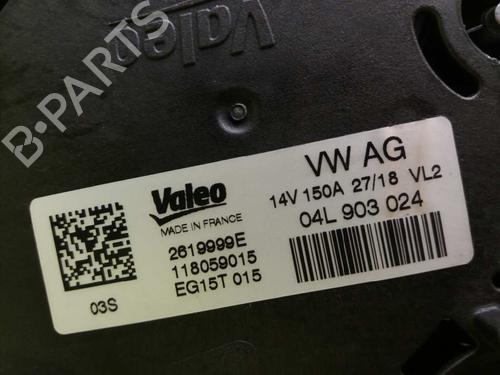 Valeo
B-PARTS
Valeo
MADE IN FRANCE
2619999E
118059015
EG15T 015
03S
VW AG
14V 150A 27/18 VL2
04L 903 024